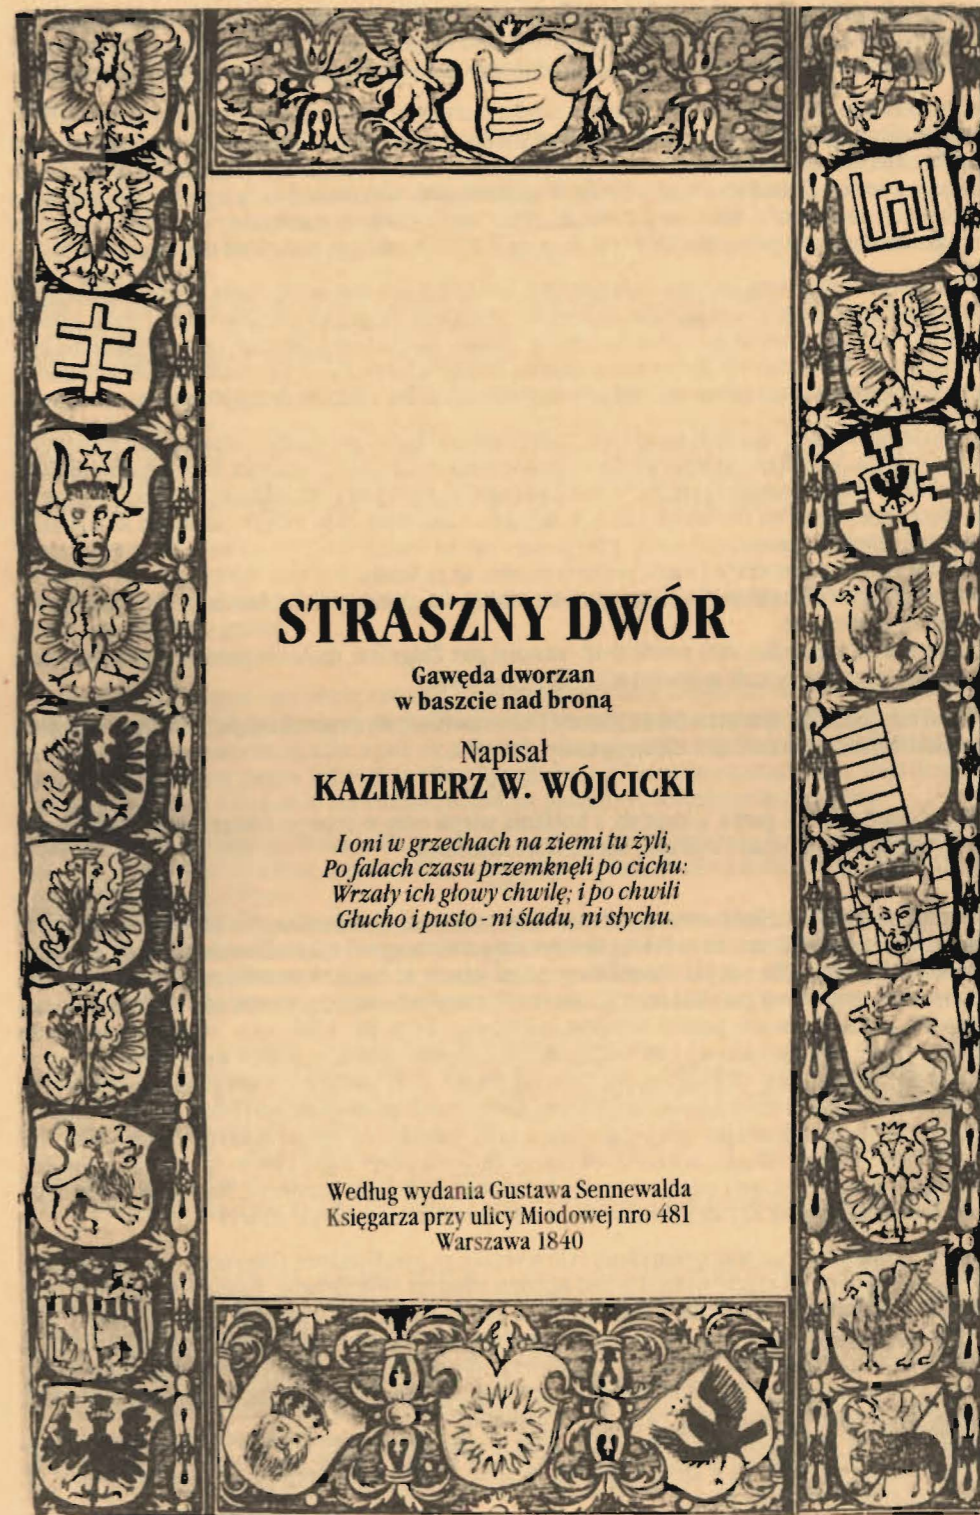 STRASZNY DWÓR
Gawęda dworzan
w baszcie nad broną
Napisał
KAZIMIERZ W. WÓJCICKI
I oni w grzechach na ziemi tu żyli,
Po falach czasu przemknęli po cichu:
Wrzały ich głowy chwilę; i po chwili
Głucho i pusto - ni śladu, ni słychu.
Według wydania Gustawa Sennewalda
Księgarza przy ulicy Miodowej nro 481
Warszawa 1840